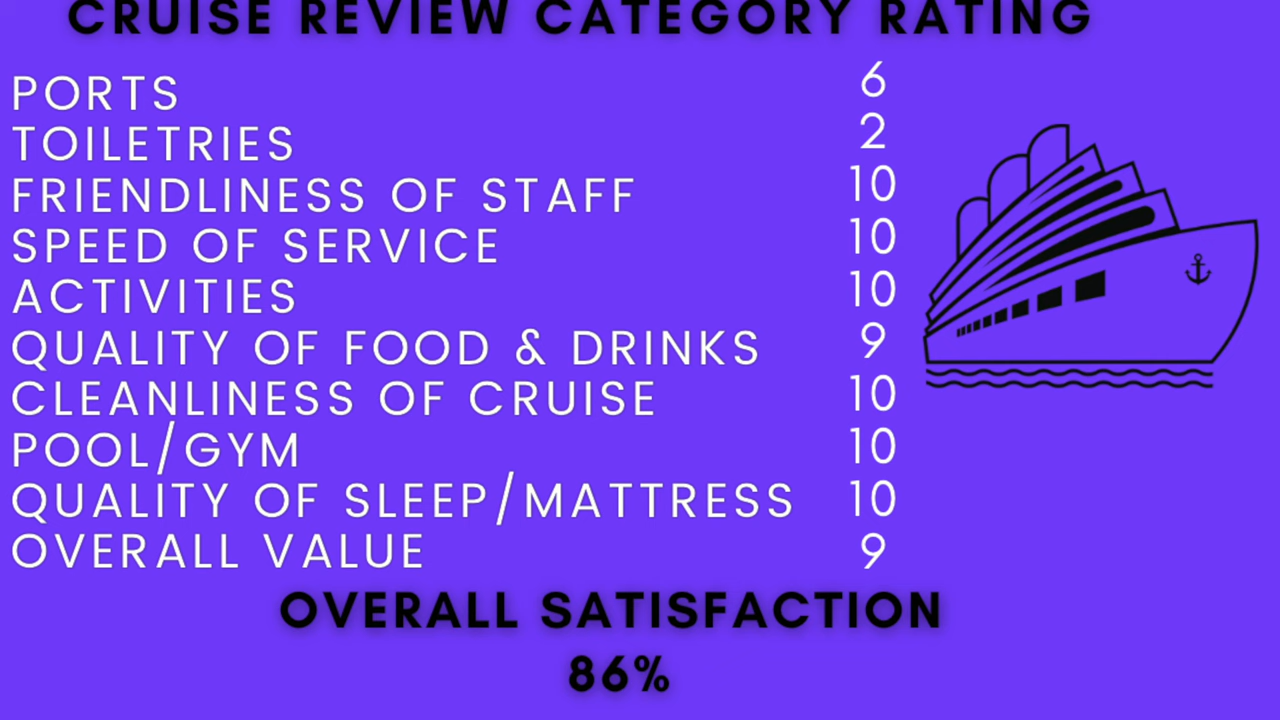 CRUISE REVIEW CATEGORY RATING
PORTS 6
TOILETRIES 2
FRIENDLINESS OF STAFF 10
SPEED OF SERVICE 10
ACTIVITIES 10
QUALITY OF FOOD & DRINKS 9
CLEANLINESS OF CRUISE 10
POOL/GYM 10
QUALITY OF SLEEP/MATTRESS 10
OVERALL VALUE 9
OVERALL SATISFACTION
86%